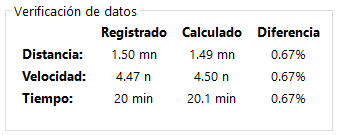 Verificación de datos
Registrado Calculado Diferencia
Distancia: 1.50 mn 1.49 mn 0.67%
Velocidad: 4.47 n 4.50 n 0.67%
Tiempo: 20 min 20.1 min 0.67%